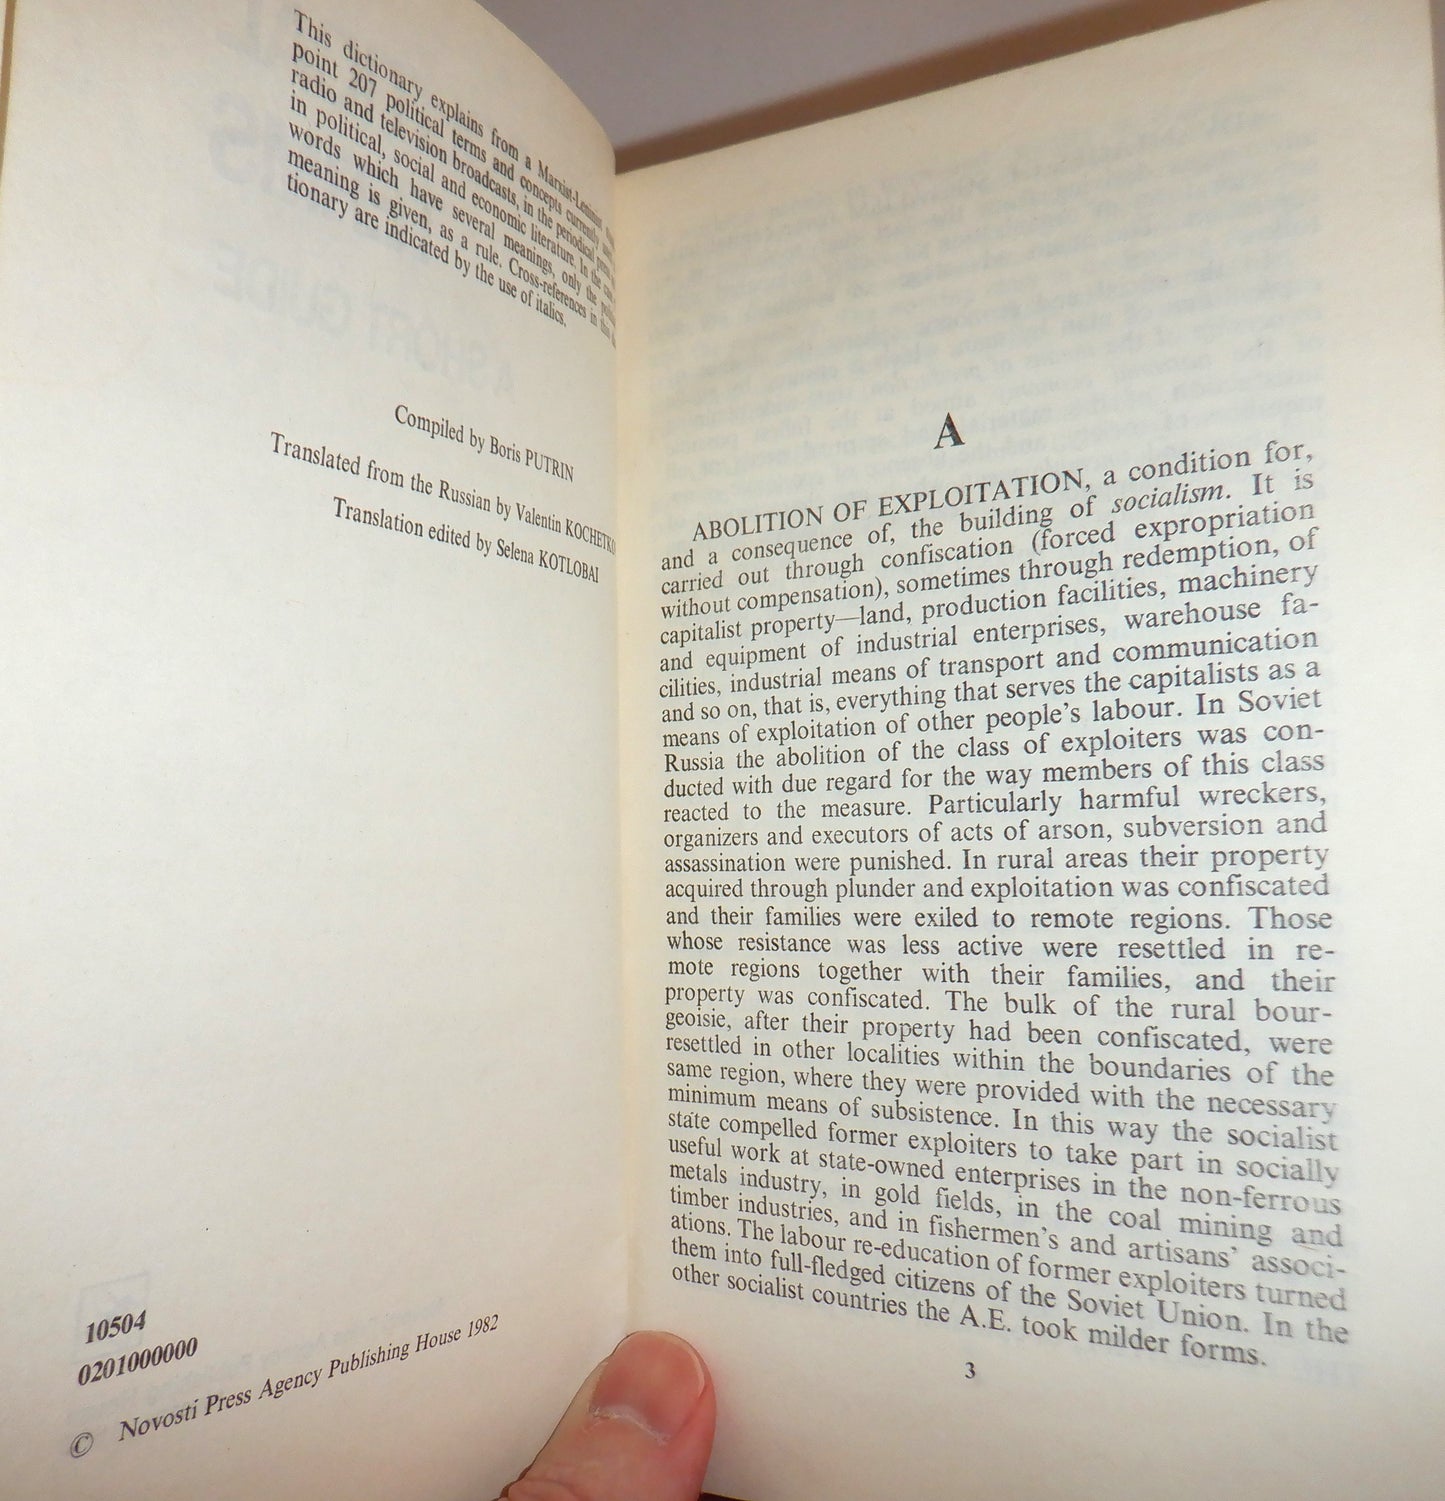 This dictionary explains from a Marxist-Leninist
point 207 political terms and concepts currently
radio and television broadcasts, in the periodical
in political, social and economic literature. In the
words which have several meanings, only the
meaning is given, as a rule. Cross-references in
tionary are indicated by the use of italics.
Compiled by Boris PUTRIN
Translated from the Russian by Valentin KOCHETKO
Translation edited by Selena KOTLOBAI
10504
0201000000
© Novosti Press Agency Publishing House 1982
A
ABOLITION OF EXPLOITATION, a condition for,
and a consequence of, the building of socialism. It is
carried out through confiscation (forced expropriation
without compensation), sometimes through redemption, of
capitalist property—land, production facilities, machinery
and equipment of industrial enterprises, warehouse fa-
cilities, industrial means of transport and communication
and so on, that is, everything that serves the capitalists as a
means of exploitation of other people's labour. In Soviet
Russia the abolition of the class of exploiters was con-
ducted with due regard for the way members of this class
reacted to the measure. Particularly harmful wreckers,
organizers and executors of acts of arson, subversion and
assassination were punished. In rural areas their property
acquired through plunder and exploitation was confiscated
and their families were exiled to remote regions. Those
whose resistance was less active were resettled in re-
mote regions together with their families, and their
property was confiscated. The bulk of the rural bour-
geoisie, after their property had been confiscated, were
resettled in other localities within the boundaries of the
same region, where they were provided with the necessary
minimum means of subsistence. In this way the socialist
state compelled former exploiters to take part in socially
useful work at state-owned enterprises in the non-ferrous
metals industry, in gold fields, in the coal mining and
timber industries, and in fishermen's and artisans' associ-
ations. The labour re-education of former exploiters turned
them into full-fledged citizens of the Soviet Union. In the
other socialist countries the A.E. took milder forms.
3